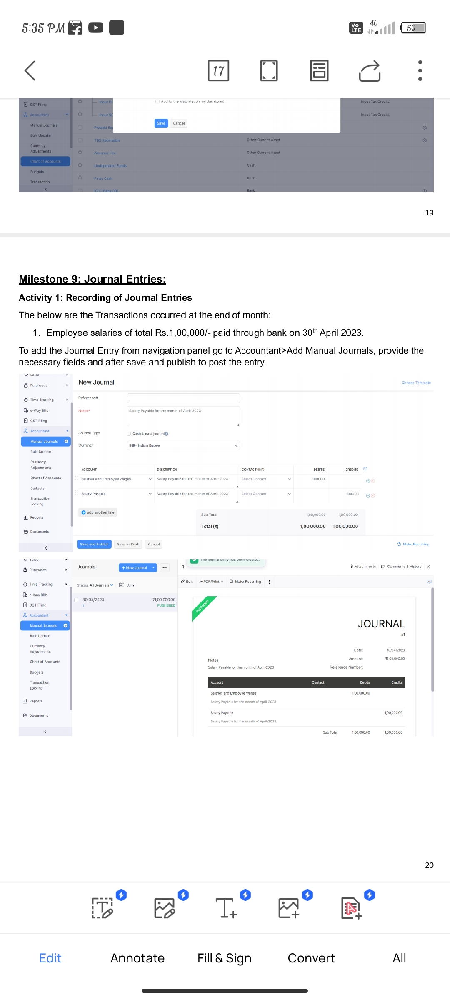 5:35 PM
Vo LTE 4G 50
17
Add to the watchlist on my dashboard
Save Cancel
GST Filing
Accountant
Manual Journals
Bulk Update
Currency Adjustments
Chart of Accounts
Budgets
Transaction
Input Tax Credits
Input Tax Credits
Prepaid Exp
TDS Receivable Other Current Asset
Advance Tax Other Current Asset
Undeposited Funds Cash
Petty Cash Cash
ICICI Bank 001 Bank
19
Milestone 9: Journal Entries:
Activity 1: Recording of Journal Entries
The below are the Transactions occurred at the end of month:
1. Employee salaries of total Rs.1,00,000/- paid through bank on 30th April 2023.
To add the Journal Entry from navigation panel go to Accountant>Add Manual Journals, provide the
necessary fields and after save and publish to post the entry.
Sales
Purchases
Time Tracking
e-Way Bills
GST Filing
Accountant
Manual Journals
Bulk Update
Currency
Adjustments
Chart of Accounts
Budgets
Transaction
Locking
Reports
Documents
New Journal Choose Template
Reference#
Notes* Salary Payable for the month of April 2023
Journal Type Cash based journal
Currency INR- Indian Rupee
ACCOUNT DESCRIPTION CONTACT (INR) DEBITS CREDITS
Salaries and Employee Wages Salary Payable for the month of April-2023 Select Contact 100000
Salary Payable Salary Payable for the month of April-2023 Select Contact 100000
Add another line
Sub Total 1,00,000.00 1,00,000.00
Total (₹) 1,00,000.00 1,00,000.00
Save and Publish Save as Draft Cancel Make Recurring
Sales
Purchases
Time Tracking
e-Way Bills
GST Filing
Accountant
Manual Journals
Bulk Update
Currency
Adjustments
Chart of Accounts
Budgets
Transaction
Locking
Reports
Documents
Journals + New Journal
Status: All Journals All
30/04/2023 ₹1,00,000.00
1 PUBLISHED
1 The journal entry has been created. Attachments Comments & History X
Edit PDF/Print Make Recurring
Published
JOURNAL
#1
Date: 30/04/2023
Amount: ₹1,00,000.00
Reference Number:
Notes
Salary Payable for the month of April-2023
Account Contact Debits Credits
Salaries and Employee Wages 1,00,000.00
Salary Payable for the month of April-2023
Salary Payable 1,00,000.00
Salary Payable for the month of April-2023
Sub Total 1,00,000.00 1,00,000.00
20
Edit Annotate Fill & Sign Convert All